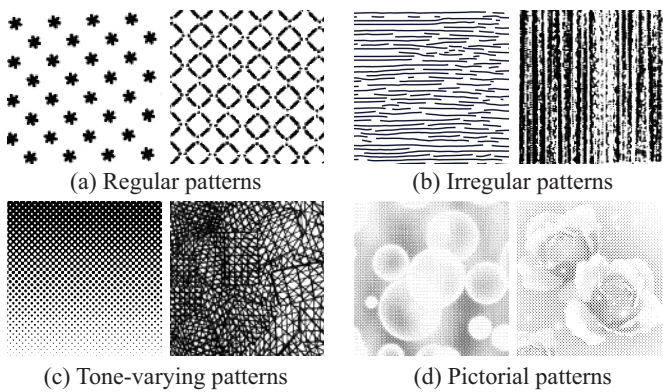 (a) Regular patterns
(b) Irregular patterns
(c) Tone-varying patterns
(d) Pictorial patterns